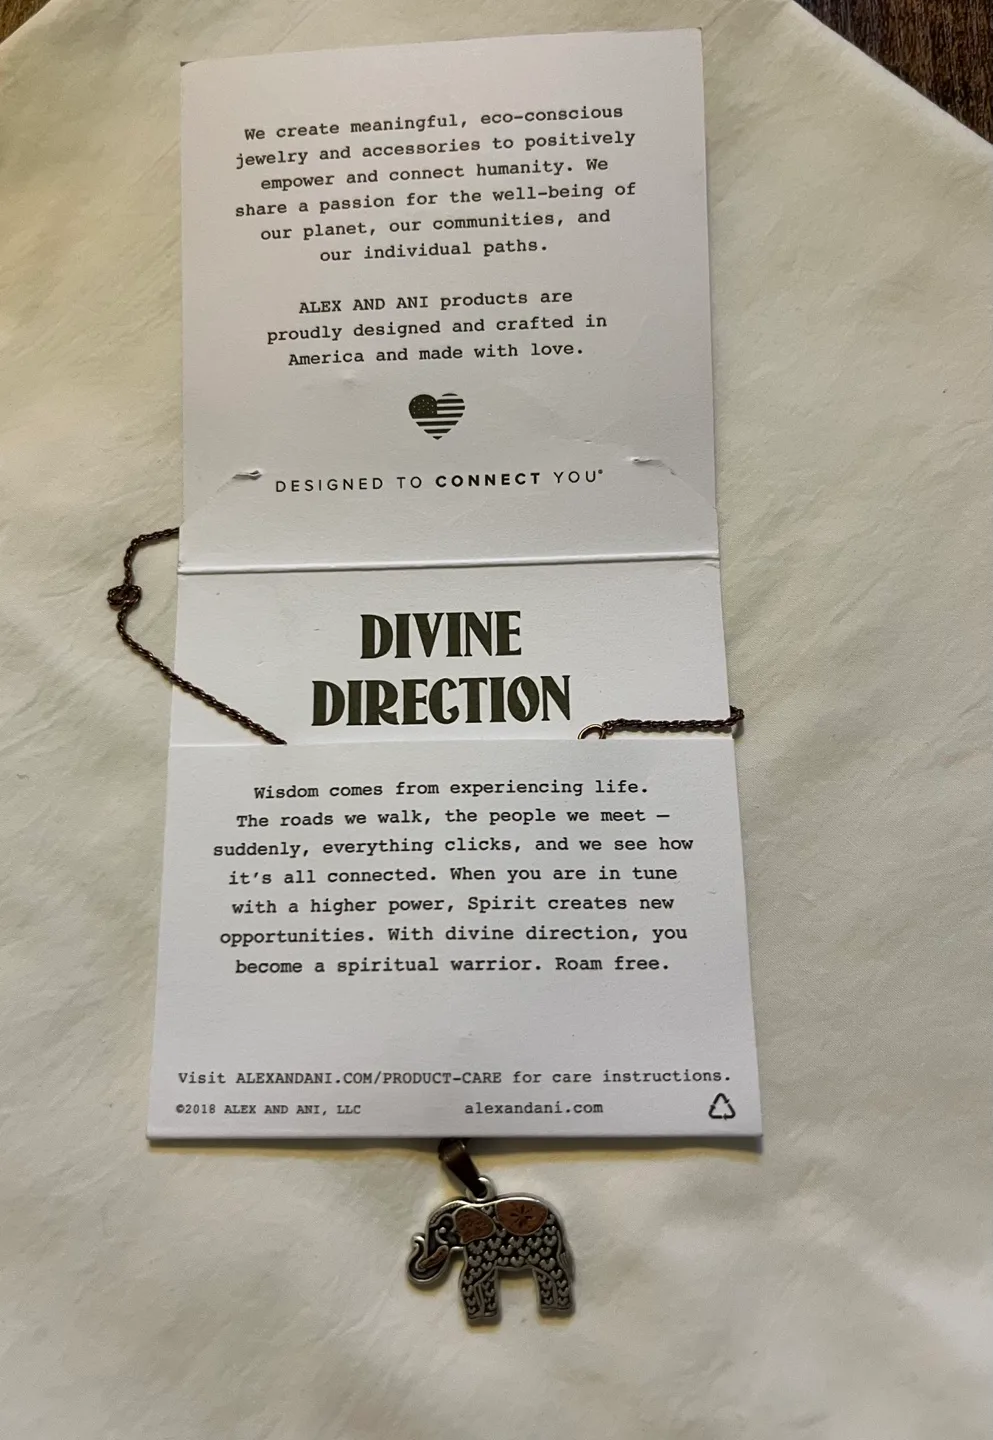 We create meaningful, eco-conscious
jewelry and accessories to positively
empower and connect humanity. We
share a passion for the well-being of
our planet, our communities, and
our individual paths.
ALEX AND ANI products are
proudly designed and crafted in
America and made with love.
DESIGNED TO CONNECT YOU®
DIVINE
DIRECTION
Wisdom comes from experiencing life.
The roads we walk, the people we meet —
suddenly, everything clicks, and we see how
it's all connected. When you are in tune
with a higher power, Spirit creates new
opportunities. With divine direction, you
become a spiritual warrior. Roam free.
Visit ALEXANDANI.COM/PRODUCT-CARE for care instructions.
©2018 ALEX AND ANI, LLC alexandani.com